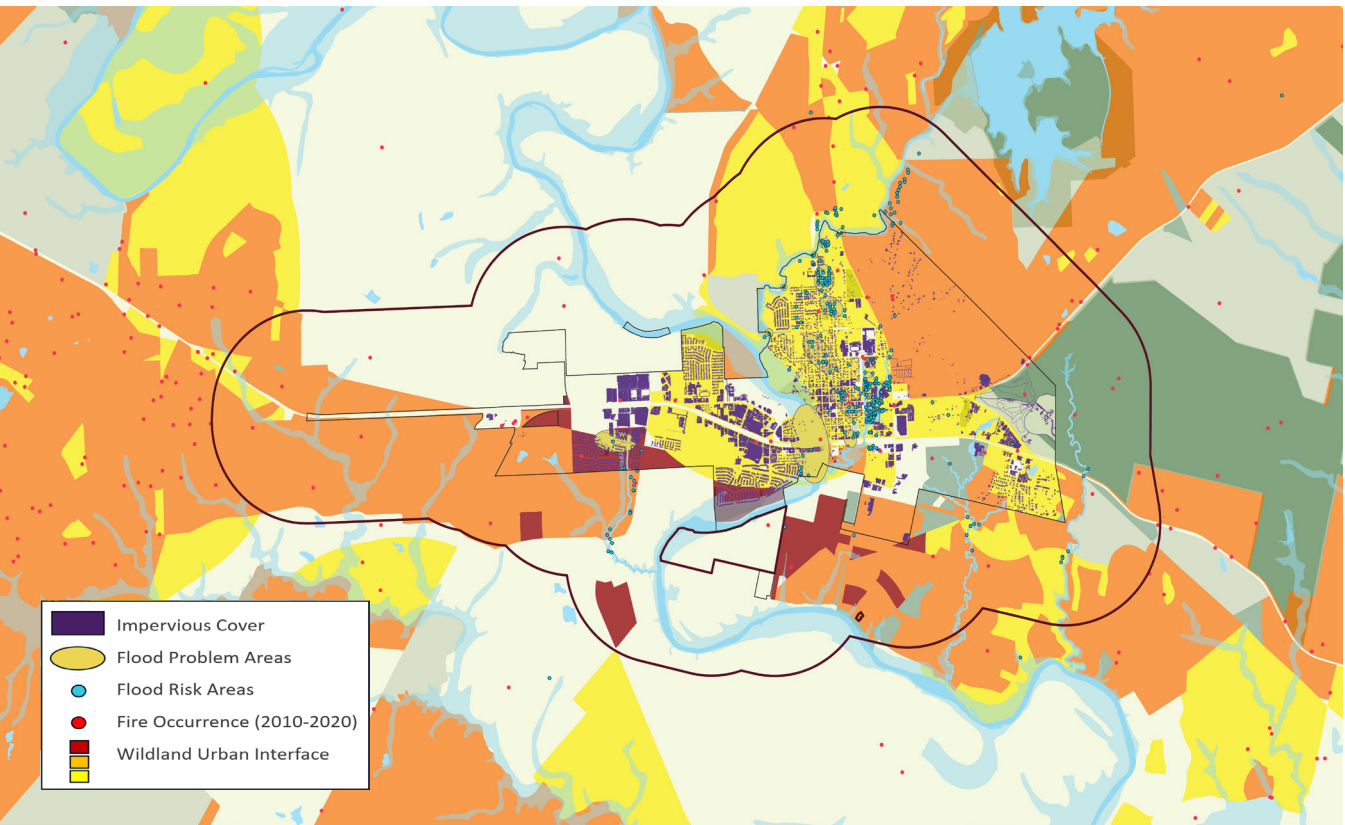 Impervious Cover
Flood Problem Areas
Flood Risk Areas
Fire Occurrence (2010-2020)
Wildland Urban Interface